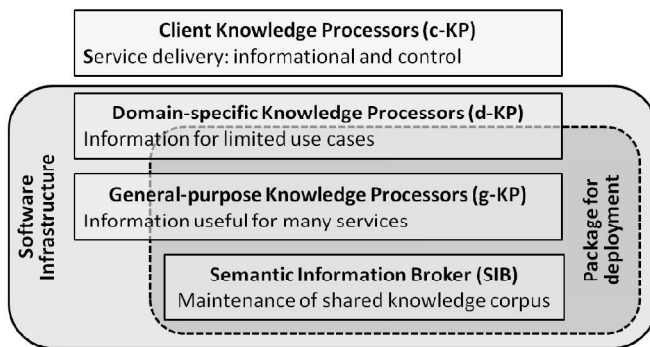 Client Knowledge Processors (c-KP)
Service delivery: informational and control
Domain-specific Knowledge Processors (d-KP)
Information for limited use cases
General-purpose Knowledge Processors (g-KP)
Information useful for many services
Semantic Information Broker (SIB)
Maintenance of shared knowledge corpus
Software
Infrastructure
Package for
deployment